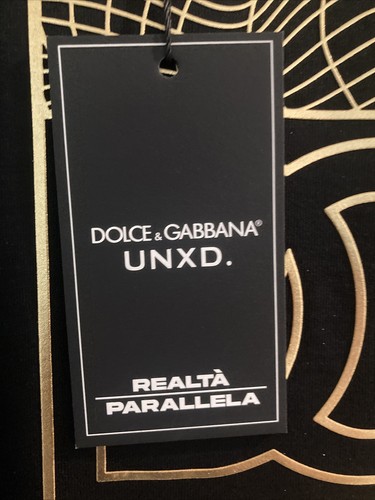 DOLCE & GABBANA®
UNXD.
REALTÀ
PARALLELA